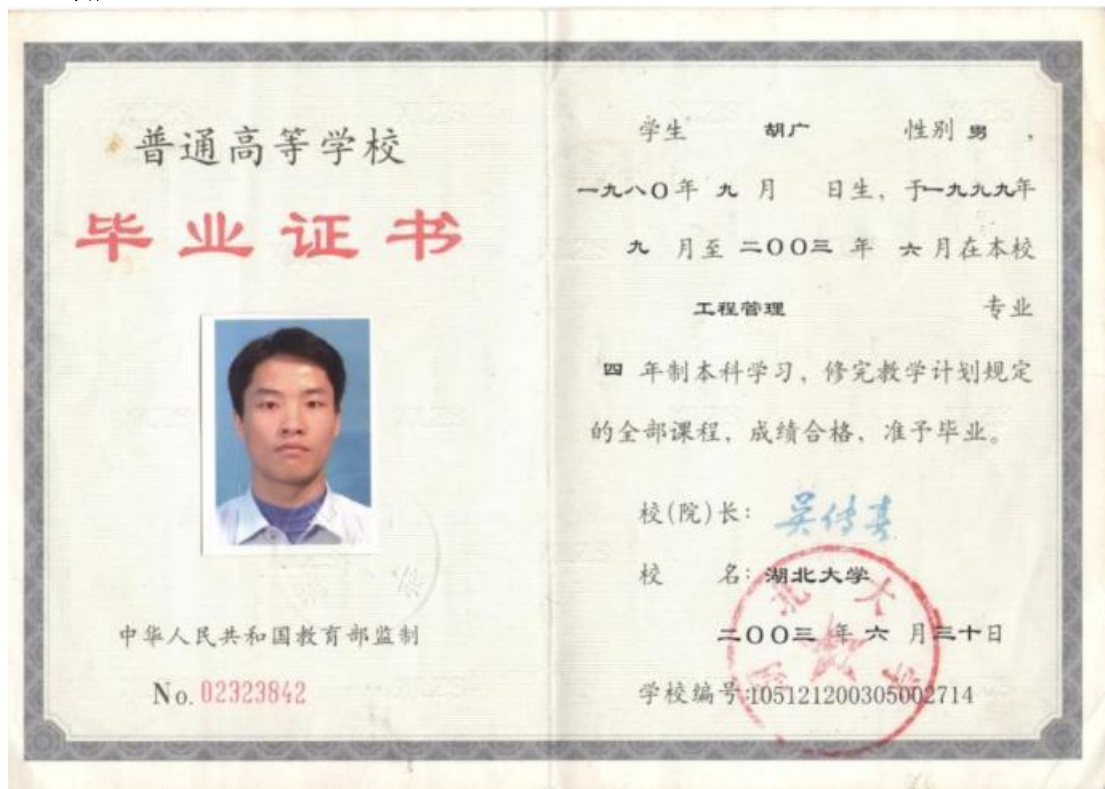 普通高等学校
毕业证书
中华人民共和国教育部监制
No. 02323842
学生 胡广 性别 男 ，
一九八〇年 九 月 日生，于一九九九年
九 月至 二〇〇三 年 六 月在本校
工程管理 专业
四 年制本科学习，修完教学计划规定
的全部课程，成绩合格，准予毕业。
校(院)长：吴传喜
校 名：湖北大学
二〇〇三 年 六 月三十日
学校编号:105121200305002714
湖北大学